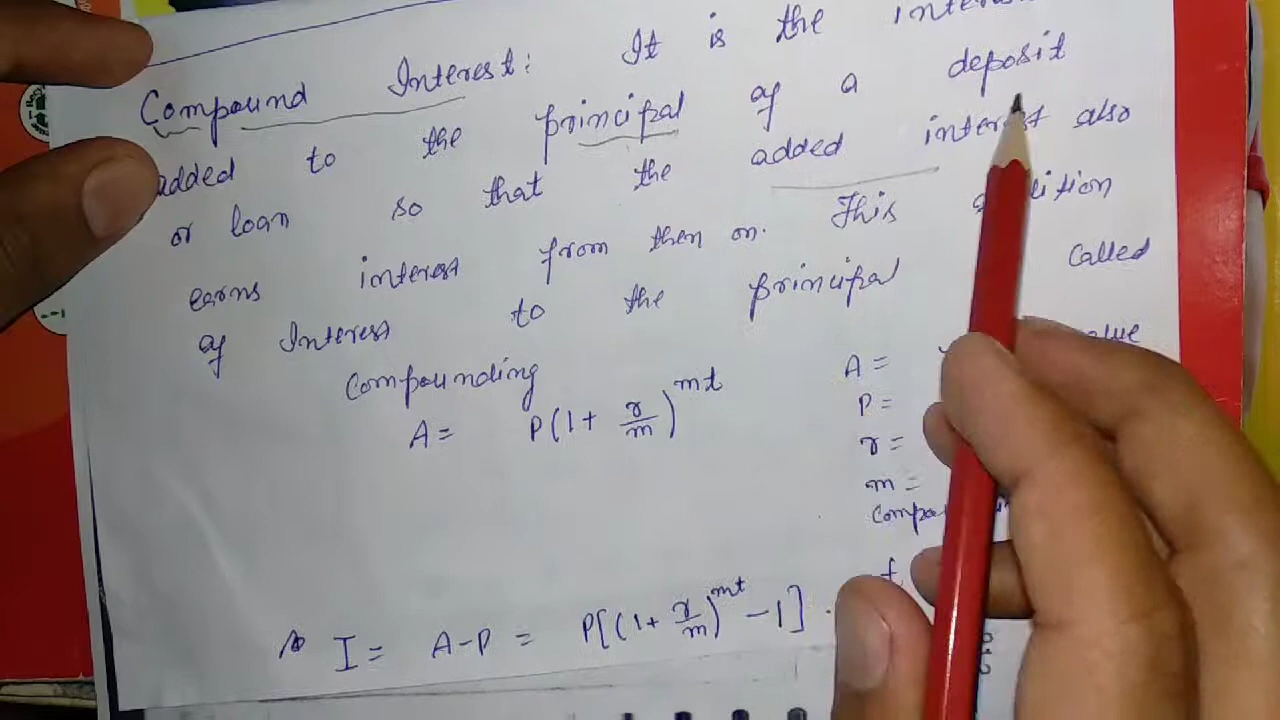 Compound Interest: It is the
added to the principal of a deposit
or loan so that the added interest also
earns interest from then on. This
of Interest to the principal called
Compounding
A = P(1 + r/m)^mt
A =
P =
r =
m =
I = A-P = P[(1 + r/m)^mt - 1]